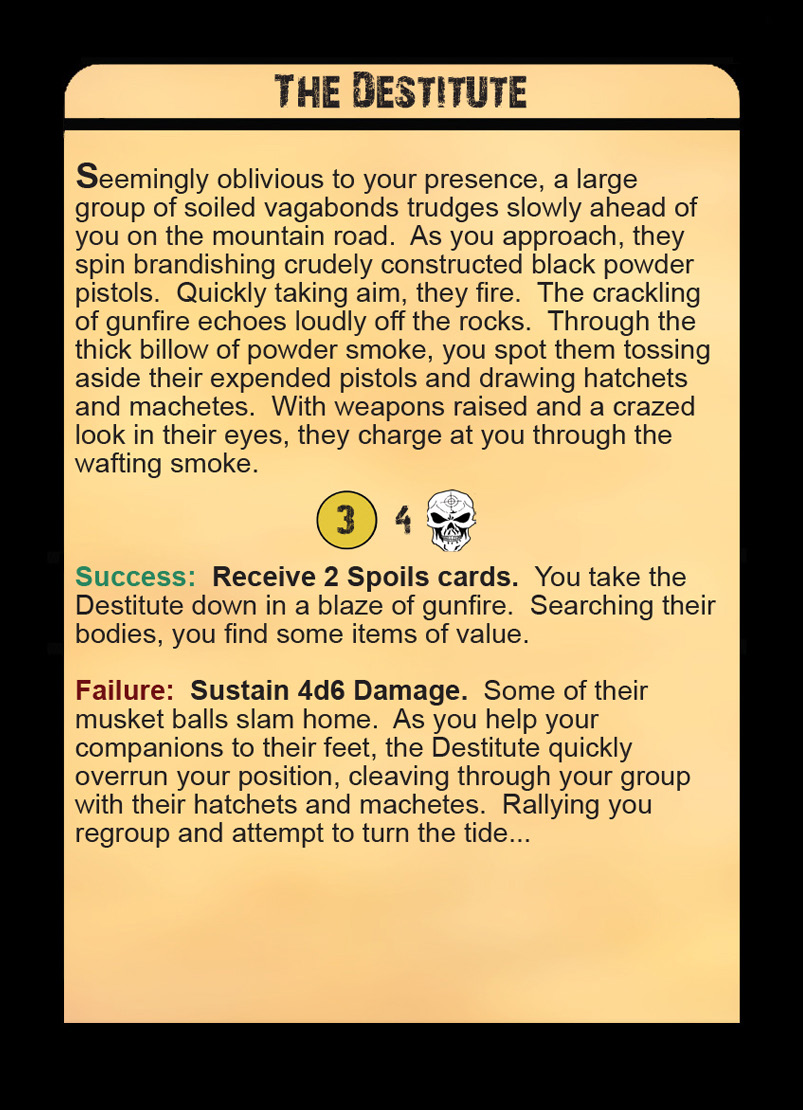 The Destitute
Seemingly oblivious to your presence, a large
group of soiled vagabonds trudges slowly ahead of
you on the mountain road.  As you approach, they
spin brandishing crudely constructed black powder
pistols.  Quickly taking aim, they fire.  The crackling
of gunfire echoes loudly off the rocks.  Through the
thick billow of powder smoke, you spot them tossing
aside their expended pistols and drawing hatchets
and machetes.  With weapons raised and a crazed
look in their eyes, they charge at you through the
wafting smoke.
3 4
Success:  Receive 2 Spoils cards.  You take the
Destitute down in a blaze of gunfire.  Searching their
bodies, you find some items of value.
Failure:  Sustain 4d6 Damage.  Some of their
musket balls slam home.  As you help your
companions to their feet, the Destitute quickly
overrun your position, cleaving through your group
with their hatchets and machetes.  Rallying you
regroup and attempt to turn the tide...